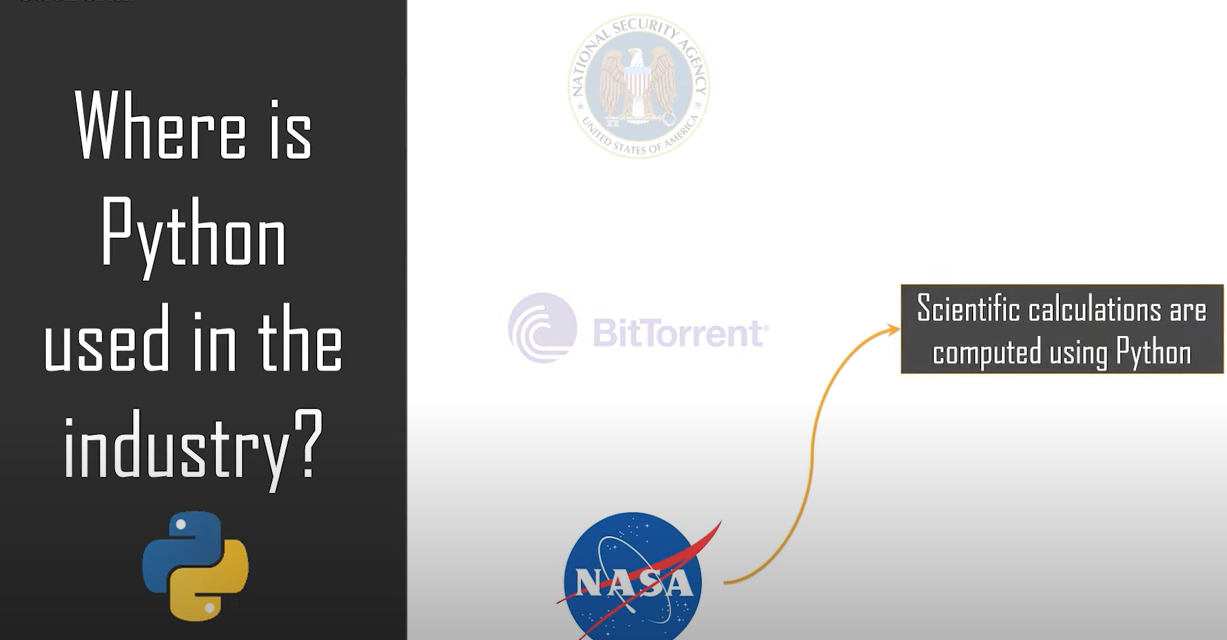 Where is
Python
used in the
industry?
NATIONAL SECURITY AGENCY
UNITED STATES OF AMERICA
BitTorrent®
Scientific calculations are
computed using Python
NASA